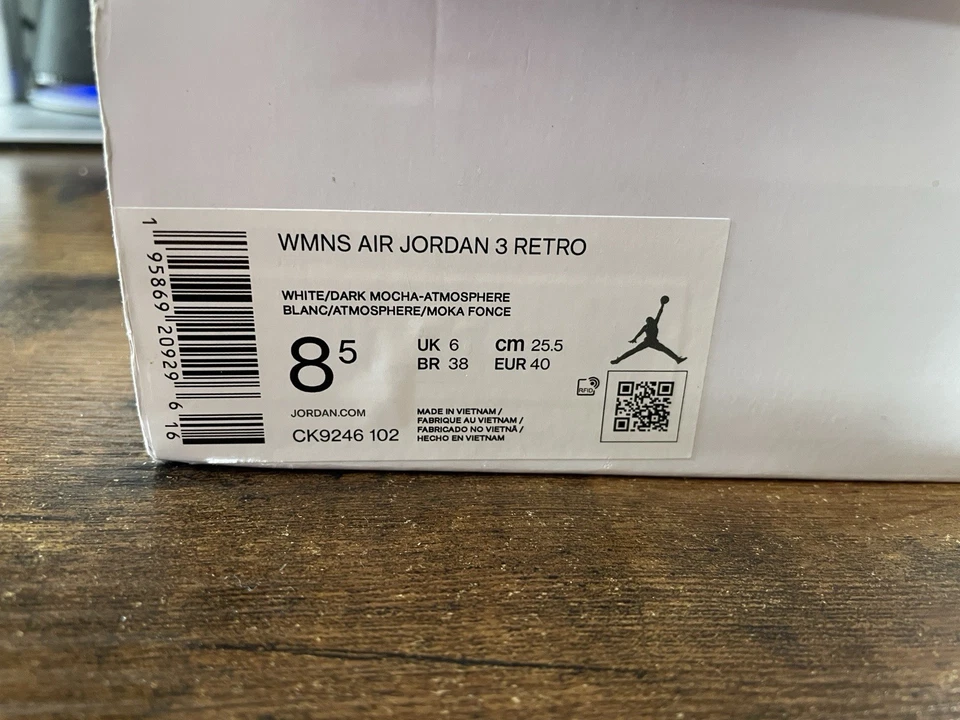 WMNS AIR JORDAN 3 RETRO
WHITE/DARK MOCHA-ATMOSPHERE
BLANC/ATMOSPHERE/MOKA FONCE
8 5
UK 6 cm 25.5
BR 38 EUR 40
RFID
JORDAN.COM
CK9246 102
MADE IN VIETNAM /
FABRIQUE AU VIETNAM /
FABRICADO NO VIETNÃ /
HECHO EN VIETNAM
1 95869 20929 6 16